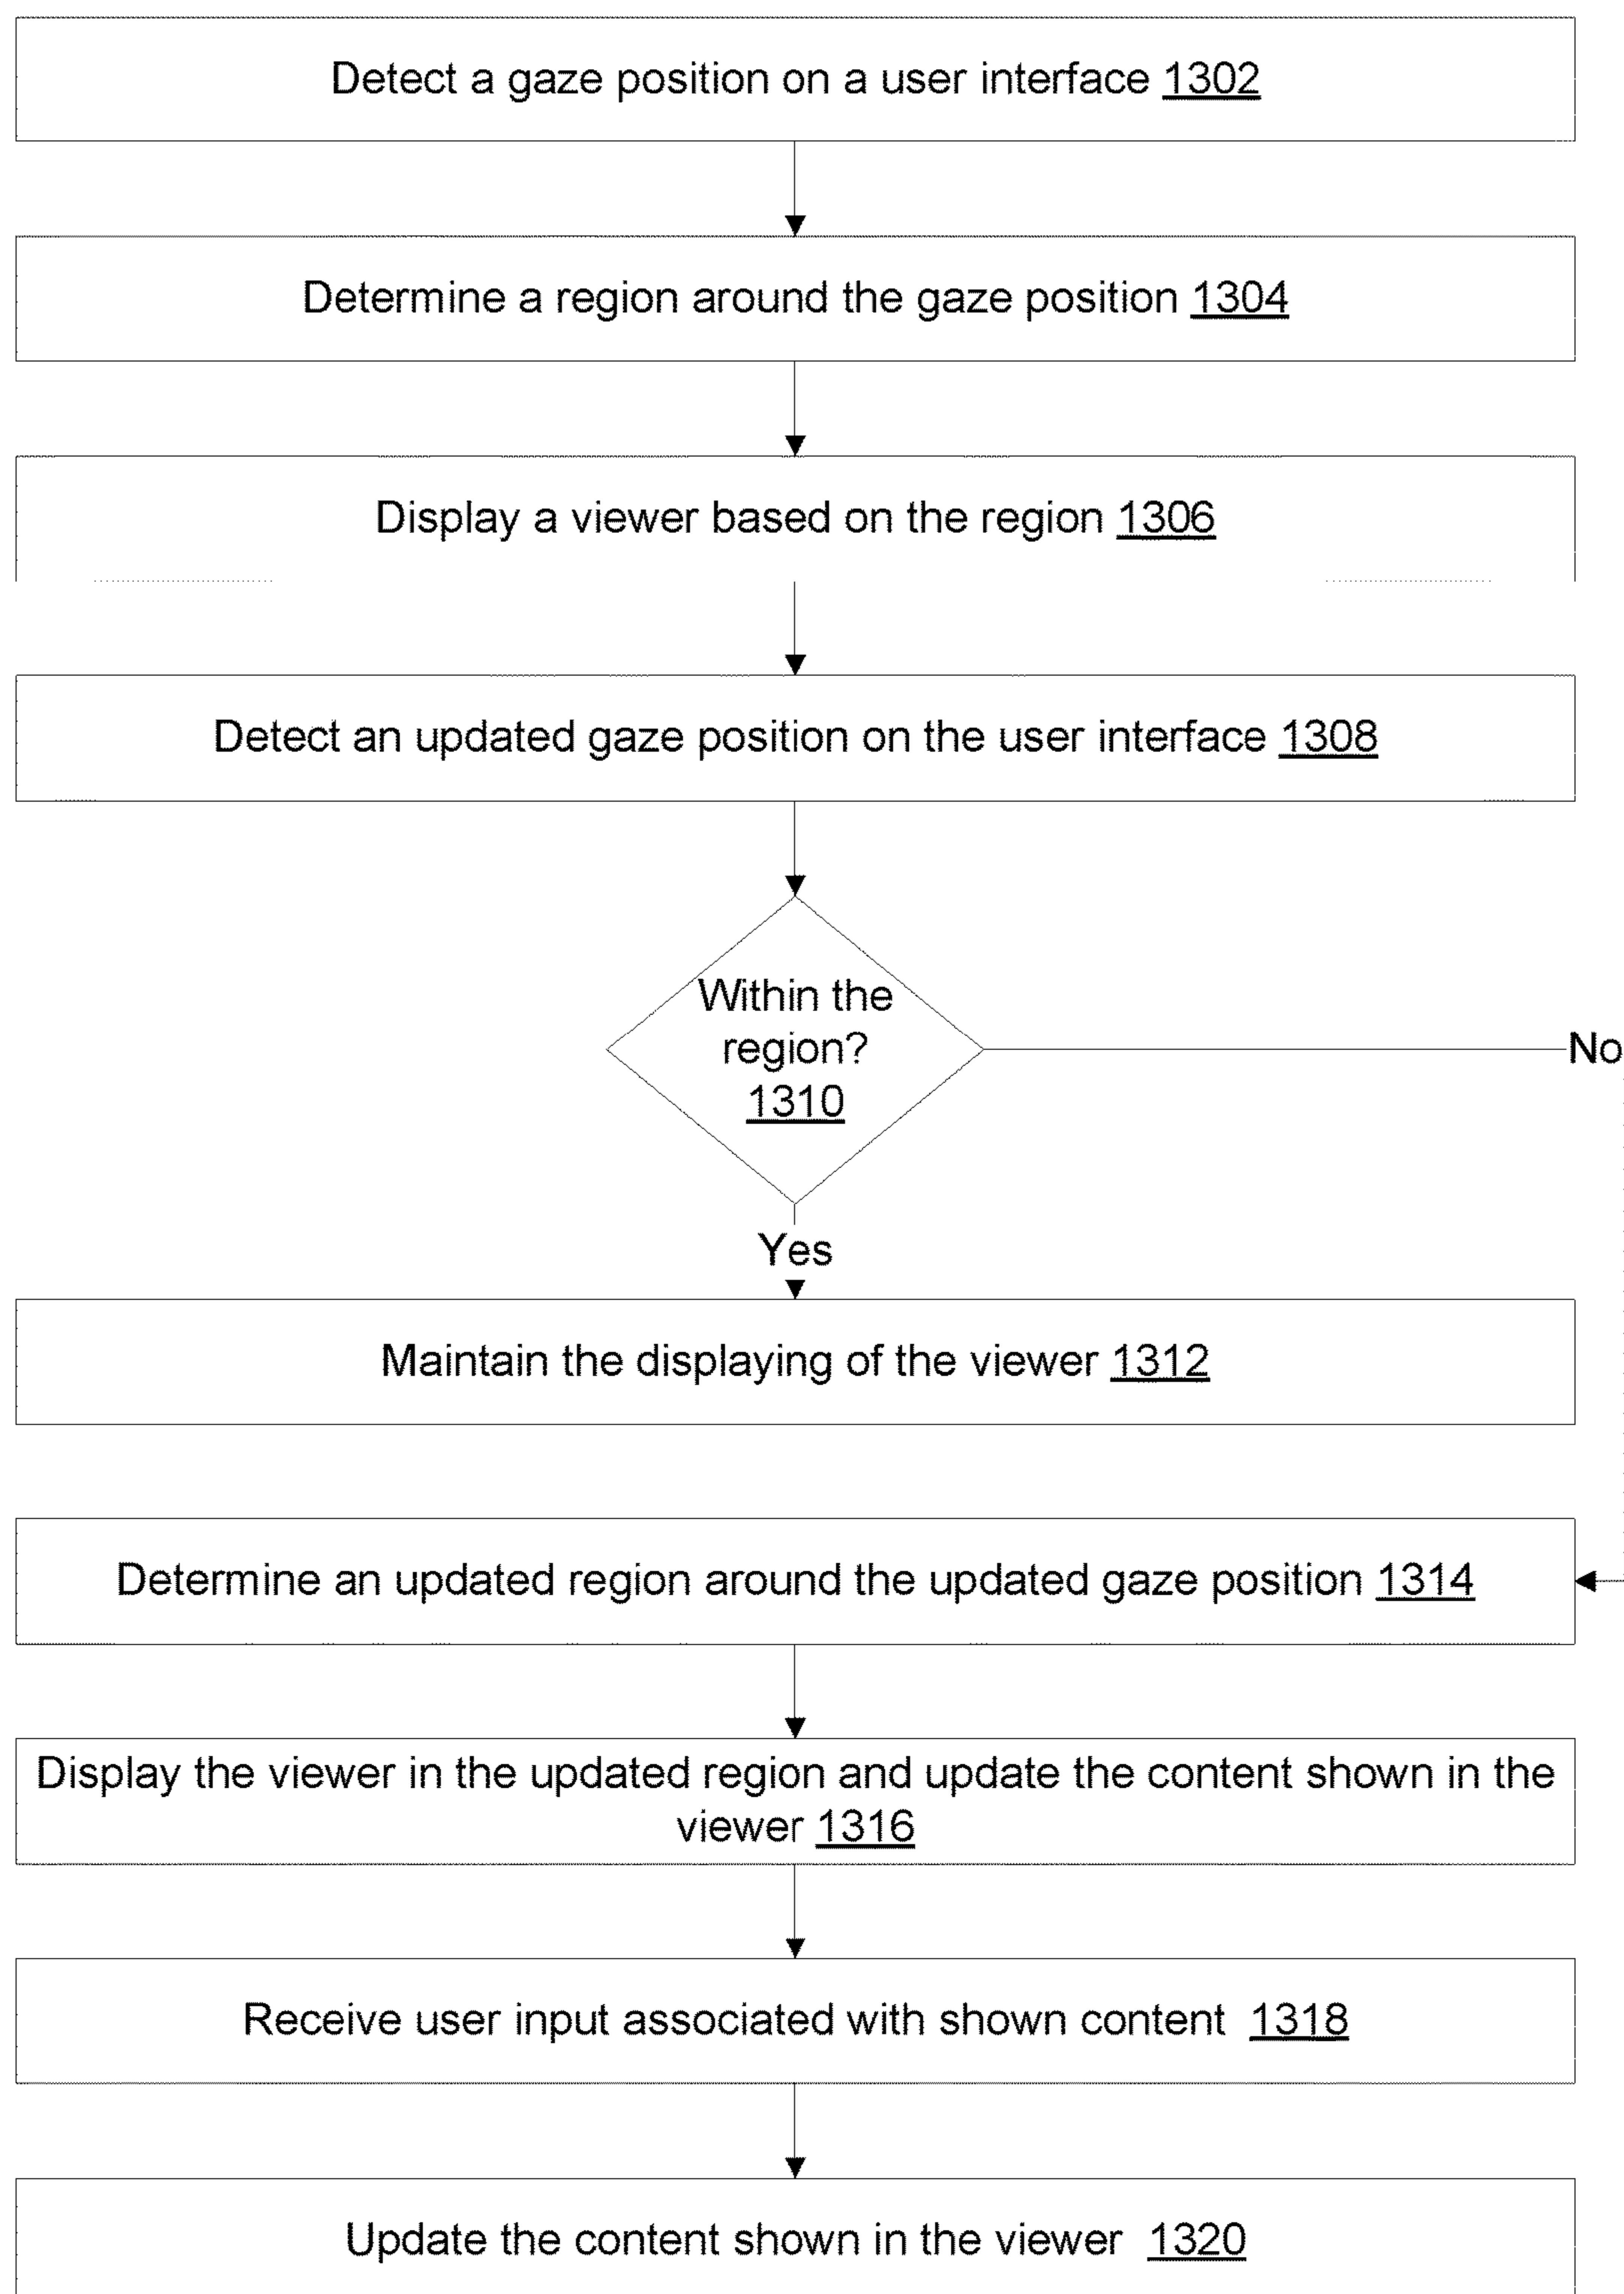 Detect a gaze position on a user interface 1302
Determine a region around the gaze position 1304
Display a viewer based on the region 1306
Detect an updated gaze position on the user interface 1308
Within the
region?
1310
No
Yes
Maintain the displaying of the viewer 1312
Determine an updated region around the updated gaze position 1314
Display the viewer in the updated region and update the content shown in the
viewer 1316
Receive user input associated with shown content 1318
Update the content shown in the viewer 1320